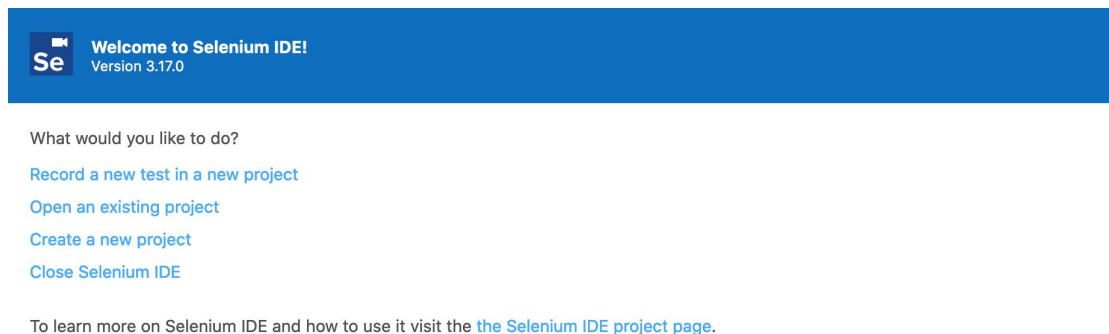 Se
Welcome to Selenium IDE!
Version 3.17.0
What would you like to do?
Record a new test in a new project
Open an existing project
Create a new project
Close Selenium IDE
To learn more on Selenium IDE and how to use it visit the the Selenium IDE project page.